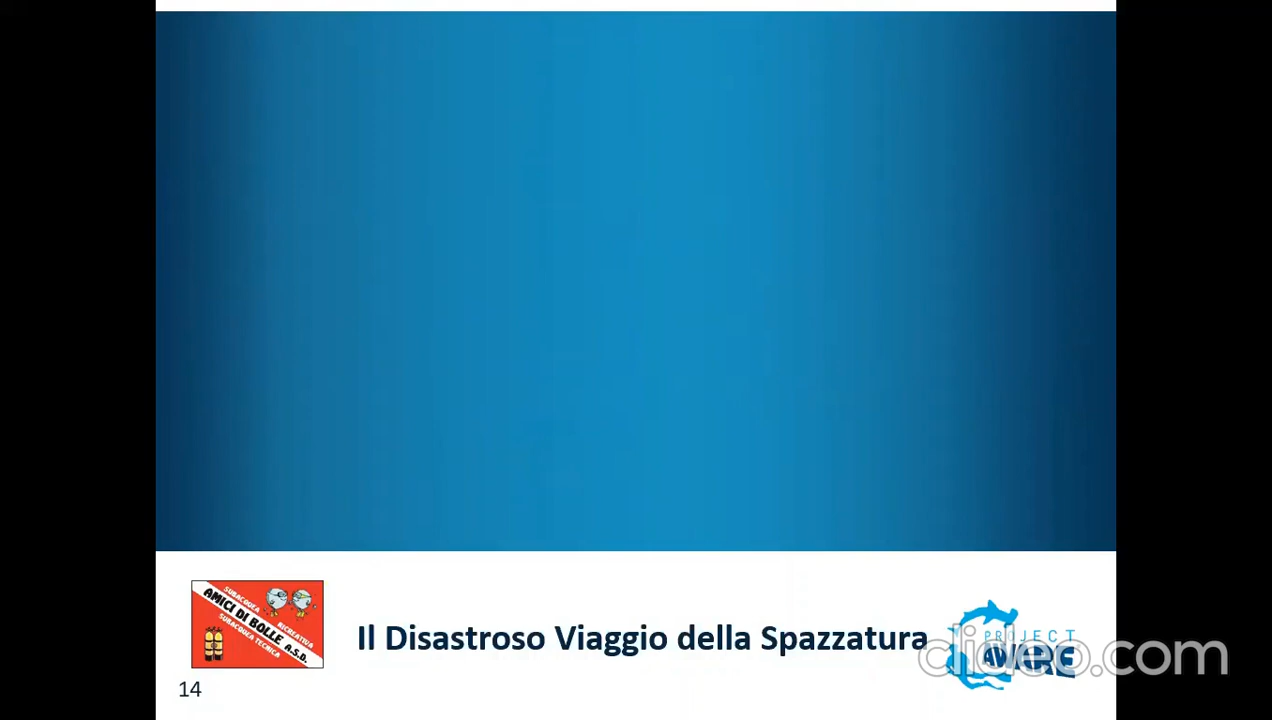 SUBACQUEA
RICREATIVA
AMICI DI BOLLE A.S.D.
SUBACQUEA TECNICA
Il Disastroso Viaggio della Spazzatura
PROJECT
AWARE
clideo.com
14